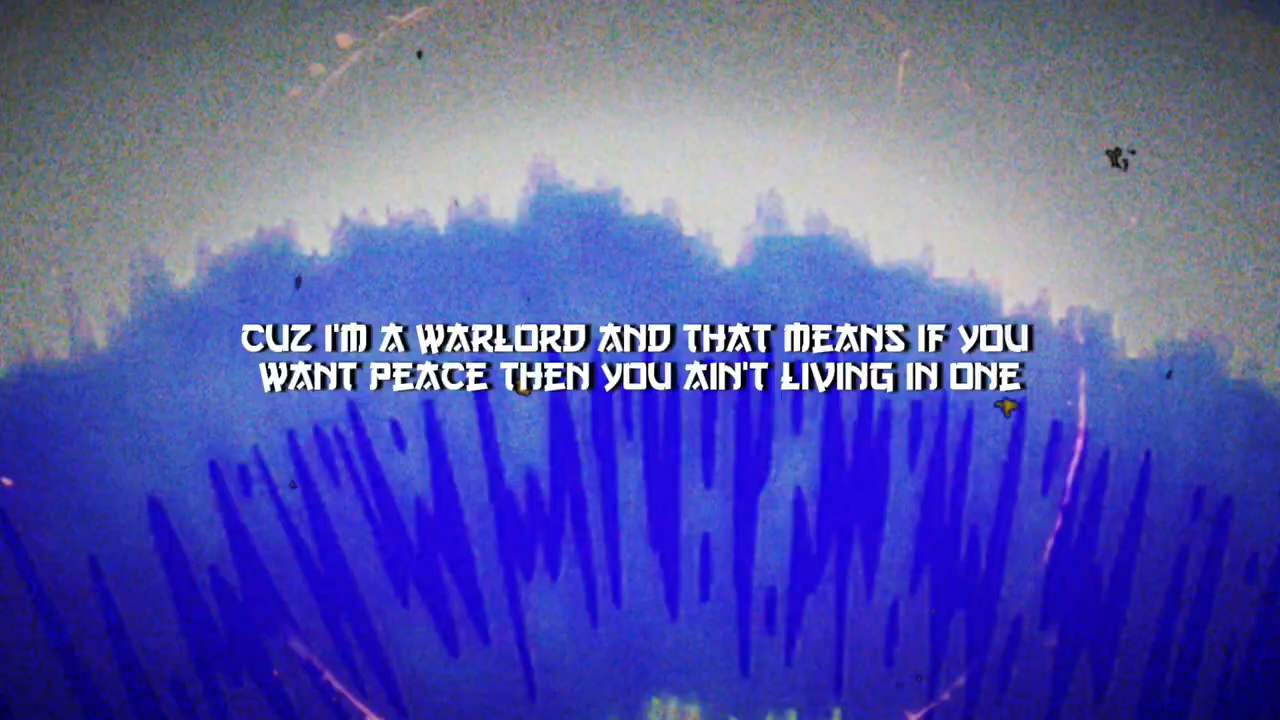 CUZ I'M A WARLORD AND THAT MEANS IF YOU
WANT PEACE THEN YOU AIN'T LIVING IN ONE